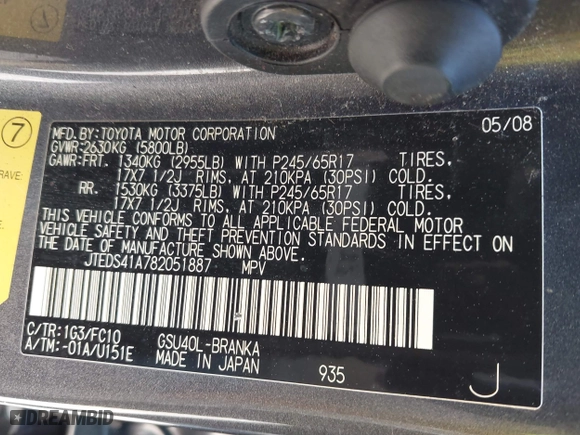 7
RAVE:
MFD. BY:TOYOTA MOTOR CORPORATION 05/08
GVWR:2630KG (5800LB)
GAWR:FRT. 1340KG (2955LB) WITH P245/65R17 TIRES,
17X7 1/2J RIMS, AT 210KPA (30PSI) COLD.
RR. 1530KG (3375LB) WITH P245/65R17 TIRES,
17X7 1/2J RIMS, AT 210KPA (30PSI) COLD.
THIS VEHICLE CONFORMS TO ALL APPLICABLE FEDERAL MOTOR
VEHICLE SAFETY AND THEFT PREVENTION STANDARDS IN EFFECT ON
THE DATE OF MANUFACTURE SHOWN ABOVE.
JTEDS41A782051887 MPV
C/TR:1G3/FC10 GSU40L-BRANKA
A/TM:-01A/U151E MADE IN JAPAN 935 J
DREAMBID